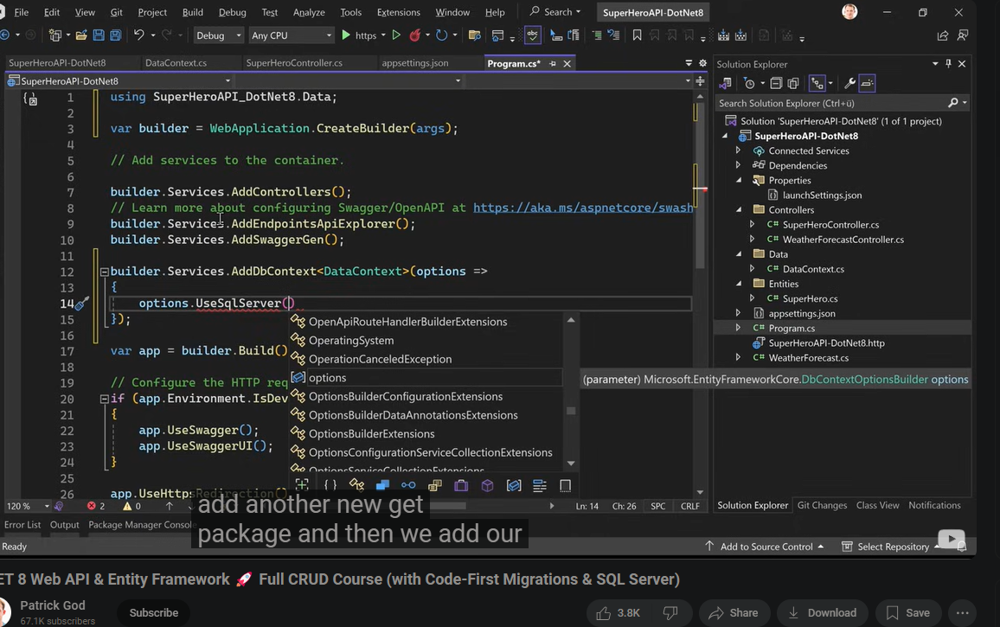 File Edit View Git Project Build Debug Test Analyze Tools Extensions Window Help Search SuperHeroAPI-DotNet8
Debug Any CPU https
SuperHeroAPI-DotNet8 DataContext.cs SuperHeroController.cs appsettings.json Program.cs*
SuperHeroAPI-DotNet8
1 using SuperHeroAPI_DotNet8.Data;
2
3 var builder = WebApplication.CreateBuilder(args);
4
5 // Add services to the container.
6
7 builder.Services.AddControllers();
8 // Learn more about configuring Swagger/OpenAPI at https://aka.ms/aspnetcore/swash
9 builder.Services.AddEndpointsApiExplorer();
10 builder.Services.AddSwaggerGen();
11
12 builder.Services.AddDbContext<DataContext>(options =>
13 {
14 options.UseSqlServer()
15 });
16
17 var app = builder.Build()
18
19 // Configure the HTTP req
20 if (app.Environment.IsDev
21 {
22 app.UseSwagger();
23 app.UseSwaggerUI();
24 }
25
26 app.UseHttpsRedirection();
OpenApiRouteHandlerBuilderExtensions
OperatingSystem
OperationCanceledException
options
OptionsBuilderConfigurationExtensions
OptionsBuilderDataAnnotationsExtensions
OptionsBuilderExtensions
OptionsConfigurationServiceCollectionExtensions
OptionsServiceCollectionExtensions
(parameter) Microsoft.EntityFrameworkCore.DbContextOptionsBuilder options
Solution Explorer
Search Solution Explorer (Ctrl+ü)
Solution 'SuperHeroAPI-DotNet8' (1 of 1 project)
SuperHeroAPI-DotNet8
Connected Services
Dependencies
Properties
launchSettings.json
Controllers
SuperHeroController.cs
WeatherForecastController.cs
Data
DataContext.cs
Entities
SuperHero.cs
appsettings.json
Program.cs
SuperHeroAPI-DotNet8.http
WeatherForecast.cs
120 % 2 0 Ln: 14 Ch: 26 SPC CRLF
Solution Explorer Git Changes Class View Notifications
Error List Output Package Manager Console
add another new get
package and then we add our
Ready Add to Source Control Select Repository
ET 8 Web API & Entity Framework 🚀 Full CRUD Course (with Code-First Migrations & SQL Server)
Patrick God
67.1K subscribers
Subscribe
3.8K Share Download Save